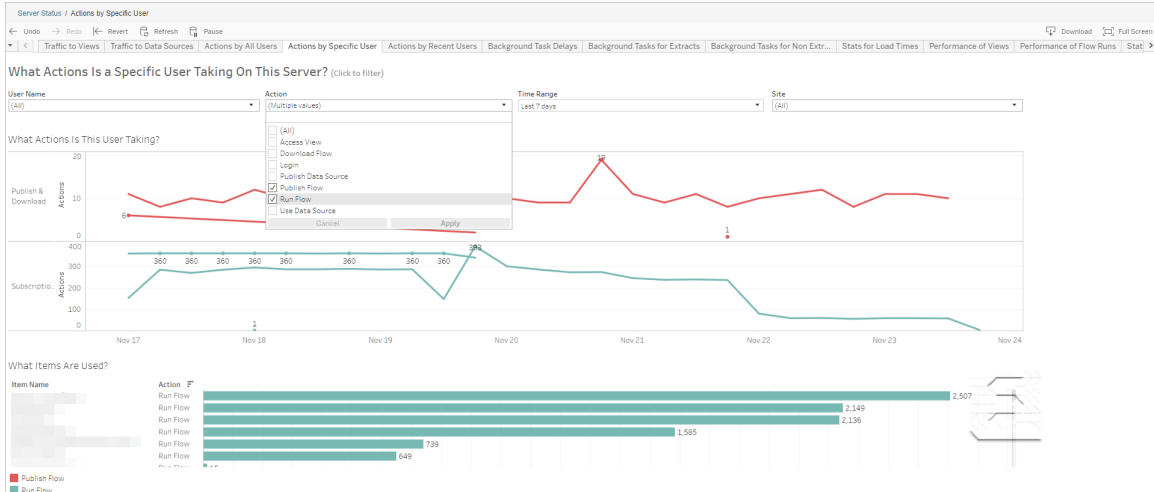 Server Status / Actions by Specific User
← Undo → Redo Revert Refresh Pause Download Full Screen
Traffic to Views Traffic to Data Sources Actions by All Users Actions by Specific User Actions by Recent Users Background Task Delays Background Tasks for Extracts Background Tasks for Non Extr... Stats for Load Times Performance of Views Performance of Flow Runs Stat
What Actions Is a Specific User Taking On This Server? (Click to filter)
User Name Action Time Range Site
(All) (Multiple values) Last 7 days (All)
(All)
Access View
Download Flow
Login
Publish Data Source
Publish Flow
Run Flow
Use Data Source
Cancel Apply
What Actions Is This User Taking?
Publish &
Download
Actions
20
10
0
6
19
1
Subscriptio..
Actions
400
300
200
100
0
360 360 360 360 360 360 360 360
393
1
Nov 17 Nov 18 Nov 19 Nov 20 Nov 21 Nov 22 Nov 23 Nov 24
What Items Are Used?
Item Name Action
Run Flow 2,507
Run Flow 2,149
Run Flow 2,136
Run Flow 1,585
Run Flow 739
Run Flow 649
Publish Flow
Run Flow